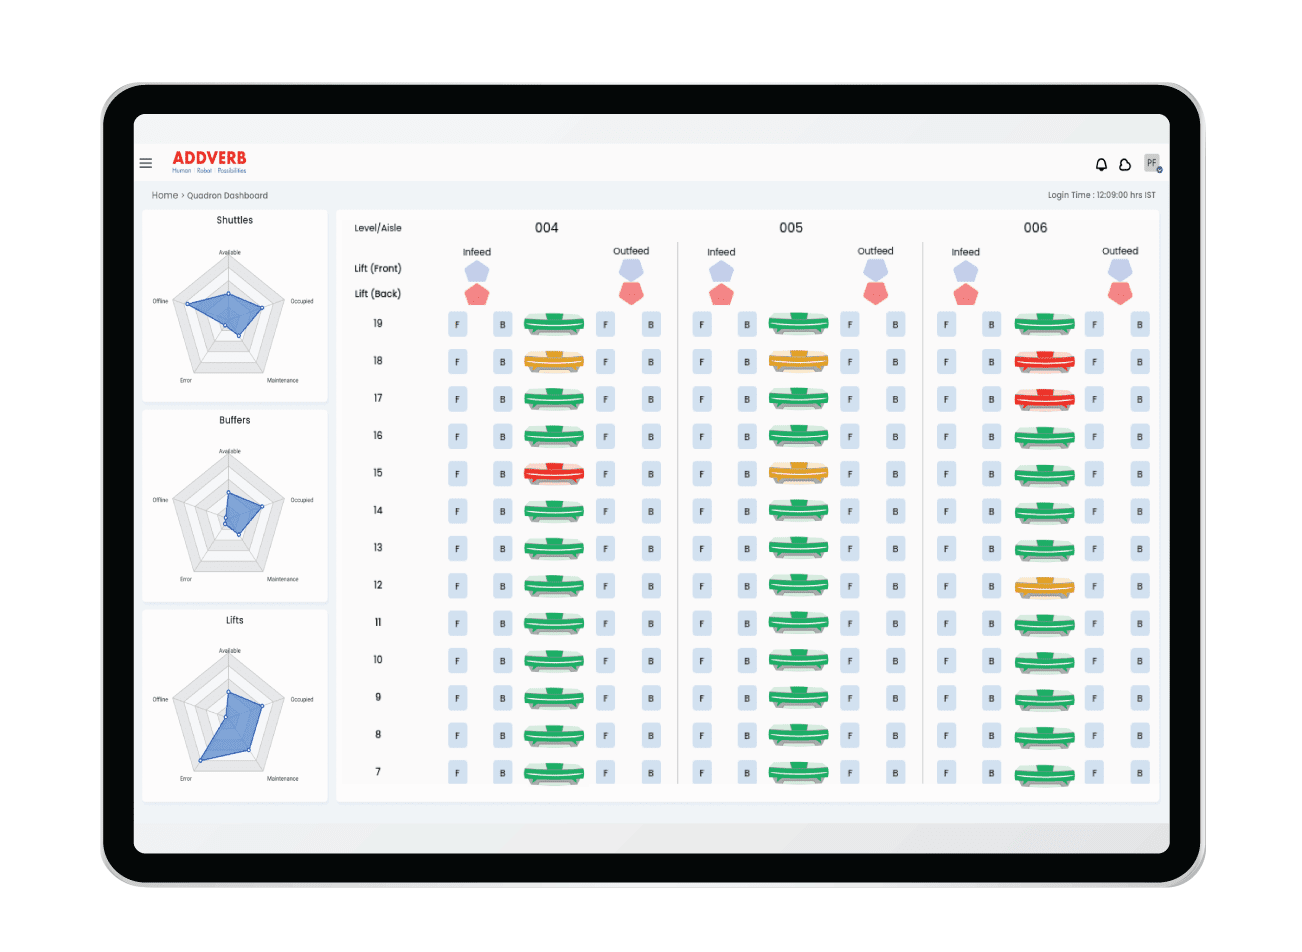 ADDVERB
Human · Robot · Possibilities
PF
Home > Quadron Dashboard
Login Time : 12:09:00 hrs IST
Shuttles
Available
Offline
Occupied
Error
Maintenance
Buffers
Available
Offline
Occupied
Error
Maintenance
Lifts
Available
Offline
Occupied
Error
Maintenance
Level/Aisle 004 005 006
Infeed Outfeed Infeed Outfeed Infeed Outfeed
Lift (Front)
Lift (Back)
19 F B F B F B F B F B F B
18 F B F B F B F B F B F B
17 F B F B F B F B F B F B
16 F B F B F B F B F B F B
15 F B F B F B F B F B F B
14 F B F B F B F B F B F B
13 F B F B F B F B F B F B
12 F B F B F B F B F B F B
11 F B F B F B F B F B F B
10 F B F B F B F B F B F B
9 F B F B F B F B F B F B
8 F B F B F B F B F B F B
7 F B F B F B F B F B F B